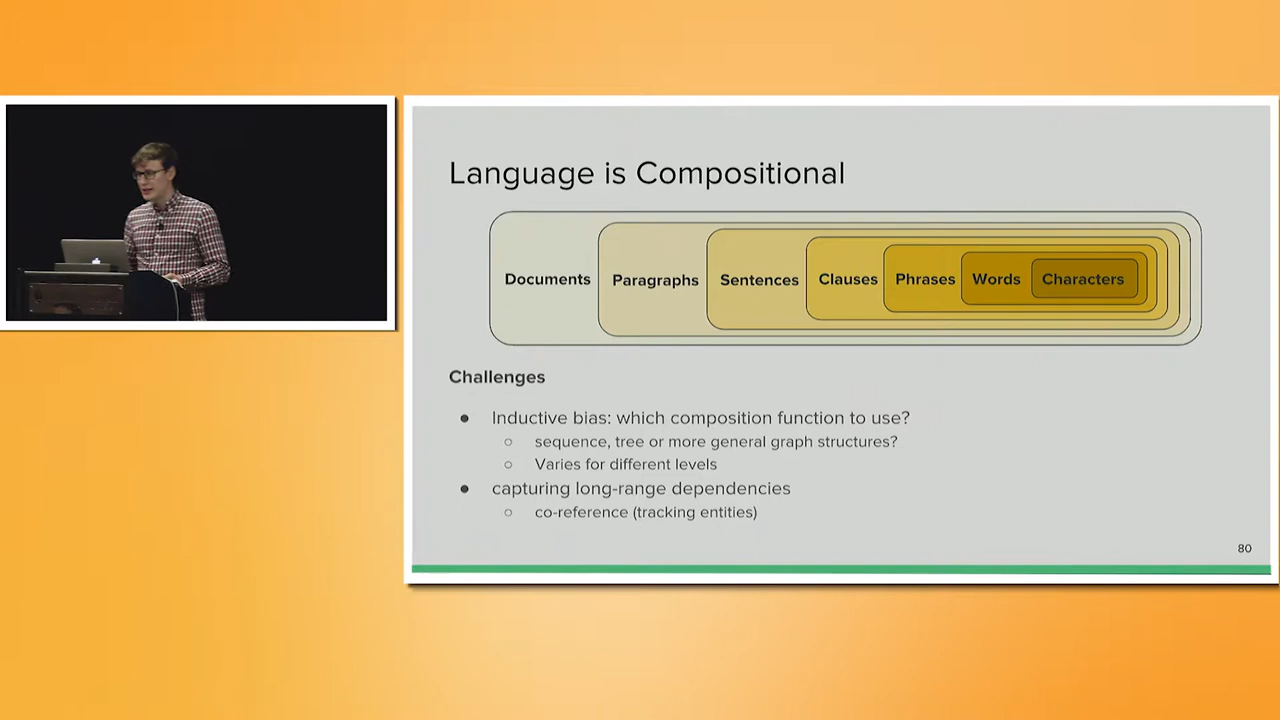 Language is Compositional
Documents Paragraphs Sentences Clauses Phrases Words Characters
Challenges
● Inductive bias: which composition function to use?
○ sequence, tree or more general graph structures?
○ Varies for different levels
● capturing long-range dependencies
○ co-reference (tracking entities)
80